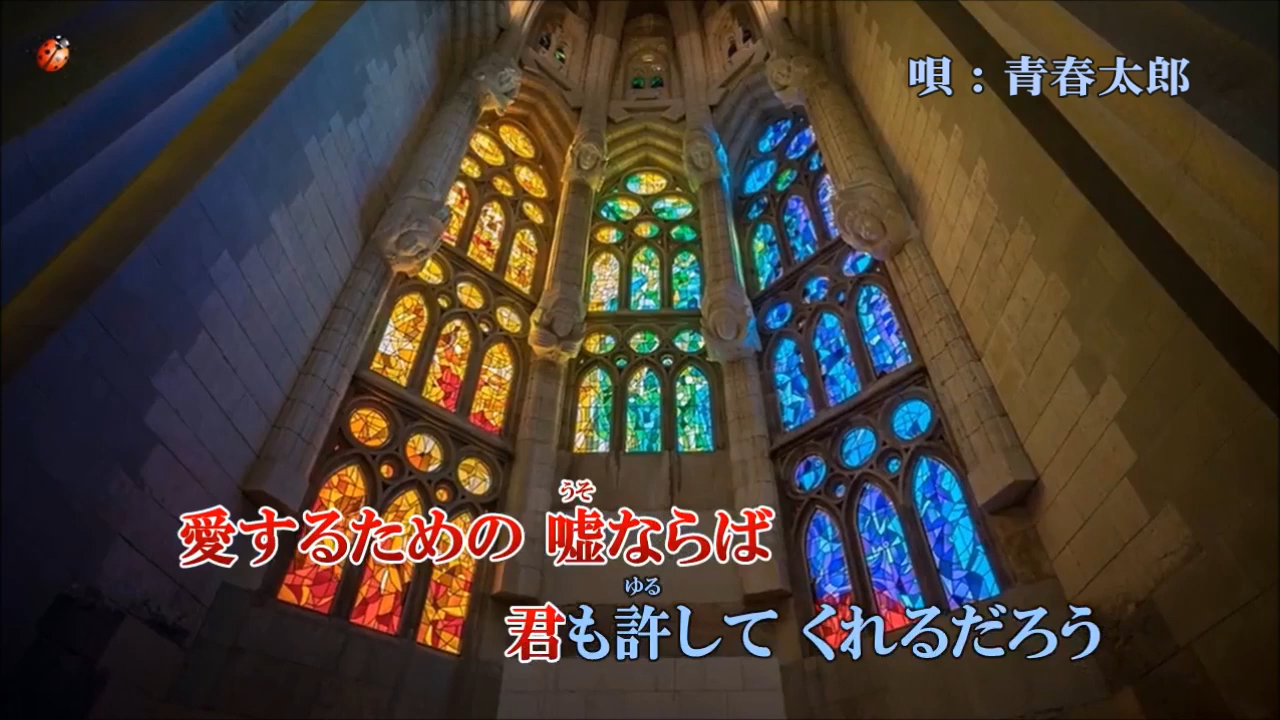 唄：青春太郎
うそ
愛するための 嘘ならば
ゆる
君も許して くれるだろう